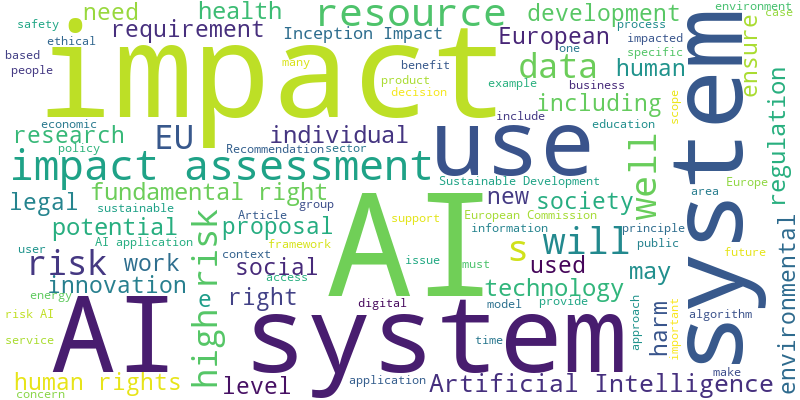 need
health
resource
development
environment
case
safety
ethical
requirement
Inception Impact
European
process
impacted
specific
based
people
impact
many
benefit
one
data
human
system
ensure
product
decision
example
business
economic
policy
research
EU
individual
use
including
include
education
scope
regulation
Recommendation
sector
impact assessment
well
legal
sustainable
fundamental right
Sustainable Development
new
society
area
Europe
group
Article
AI
support
European Commission
information
principle
potential
AI application
proposal
framework
s
will
public
future
user
risk
work
high risk
context
social
access
issue
must
used
may
energy
innovation
e
right
digital
technology
model
provide
approach
harm
important
environmental
risk AI
service
AI system
time
algorithm
human rights
concern
level
application
Artificial Intelligence
make